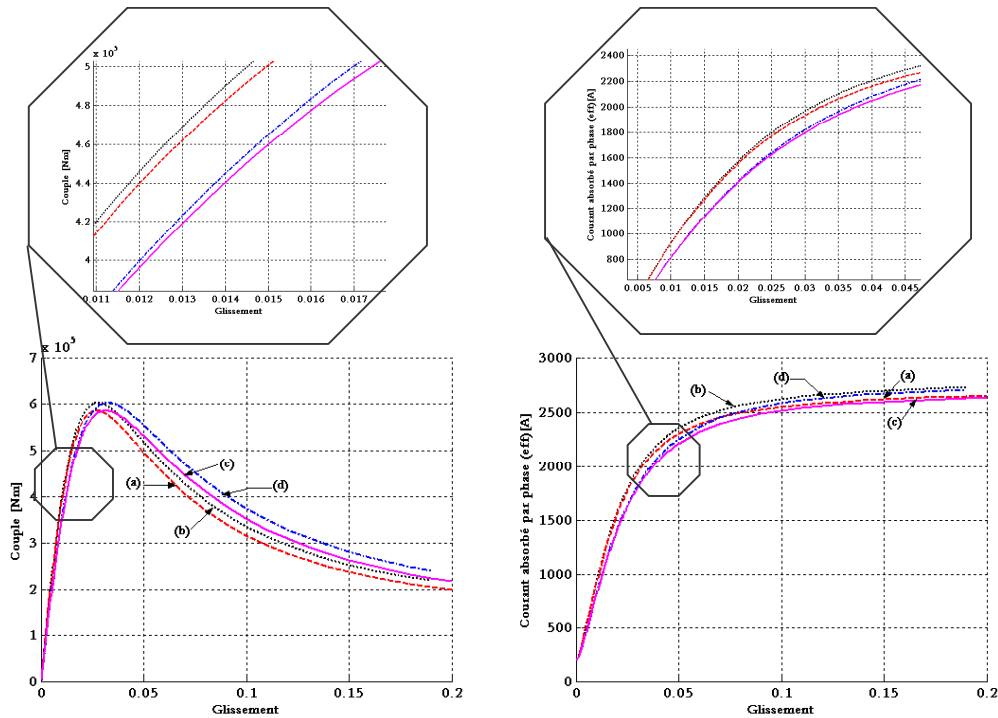 x 10⁵
5
4.8
4.6
4.4
4.2
4
Couple [Nm]
0.011 0.012 0.013 0.014 0.015 0.016 0.017
Glissement
2400
2200
2000
1800
1600
1400
1200
1000
800
Courant absorbé par phase (eff)[A]
0.005 0.01 0.015 0.02 0.025 0.03 0.035 0.04 0.045
Glissement
x 10⁵
7
6
5
4
3
2
1
0
Couple [Nm]
(c)
(a)
(d)
(b)
0 0.05 0.1 0.15 0.2
Glissement
3000
2500
2000
1500
1000
500
0
Courant absorbé par phase (eff)[A]
(d)
(a)
(b)
(c)
0 0.05 0.1 0.15 0.2
Glissement